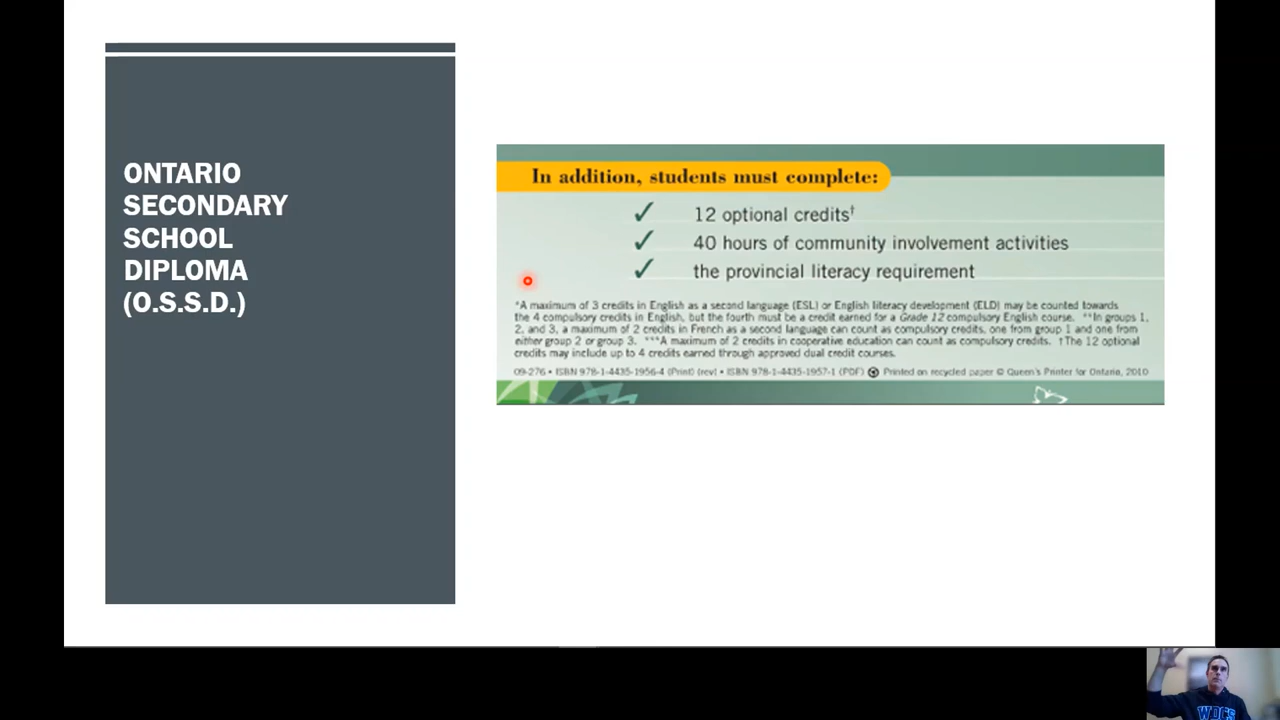 ONTARIO
SECONDARY
SCHOOL
DIPLOMA
(O.S.S.D.)
In addition, students must complete:
✓ 12 optional credits†
✓ 40 hours of community involvement activities
✓ the provincial literacy requirement
*A maximum of 3 credits in English as a second language (ESL) or English literacy development (ELD) may be counted towards
the 4 compulsory credits in English, but the fourth must be a credit earned for a Grade 12 compulsory English course. **In groups 1,
2, and 3, a maximum of 2 credits in French as a second language can count as compulsory credits, one from group 1 and one from
either group 2 or group 3. ***A maximum of 2 credits in cooperative education can count as compulsory credits. †The 12 optional
credits may include up to 4 credits earned through approved dual credit courses.
09-276 • ISBN 978-1-4435-1956-4 (Print) (rev) • ISBN 978-1-4435-1957-1 (PDF) Printed on recycled paper © Queen's Printer for Ontario, 2010
WDCS